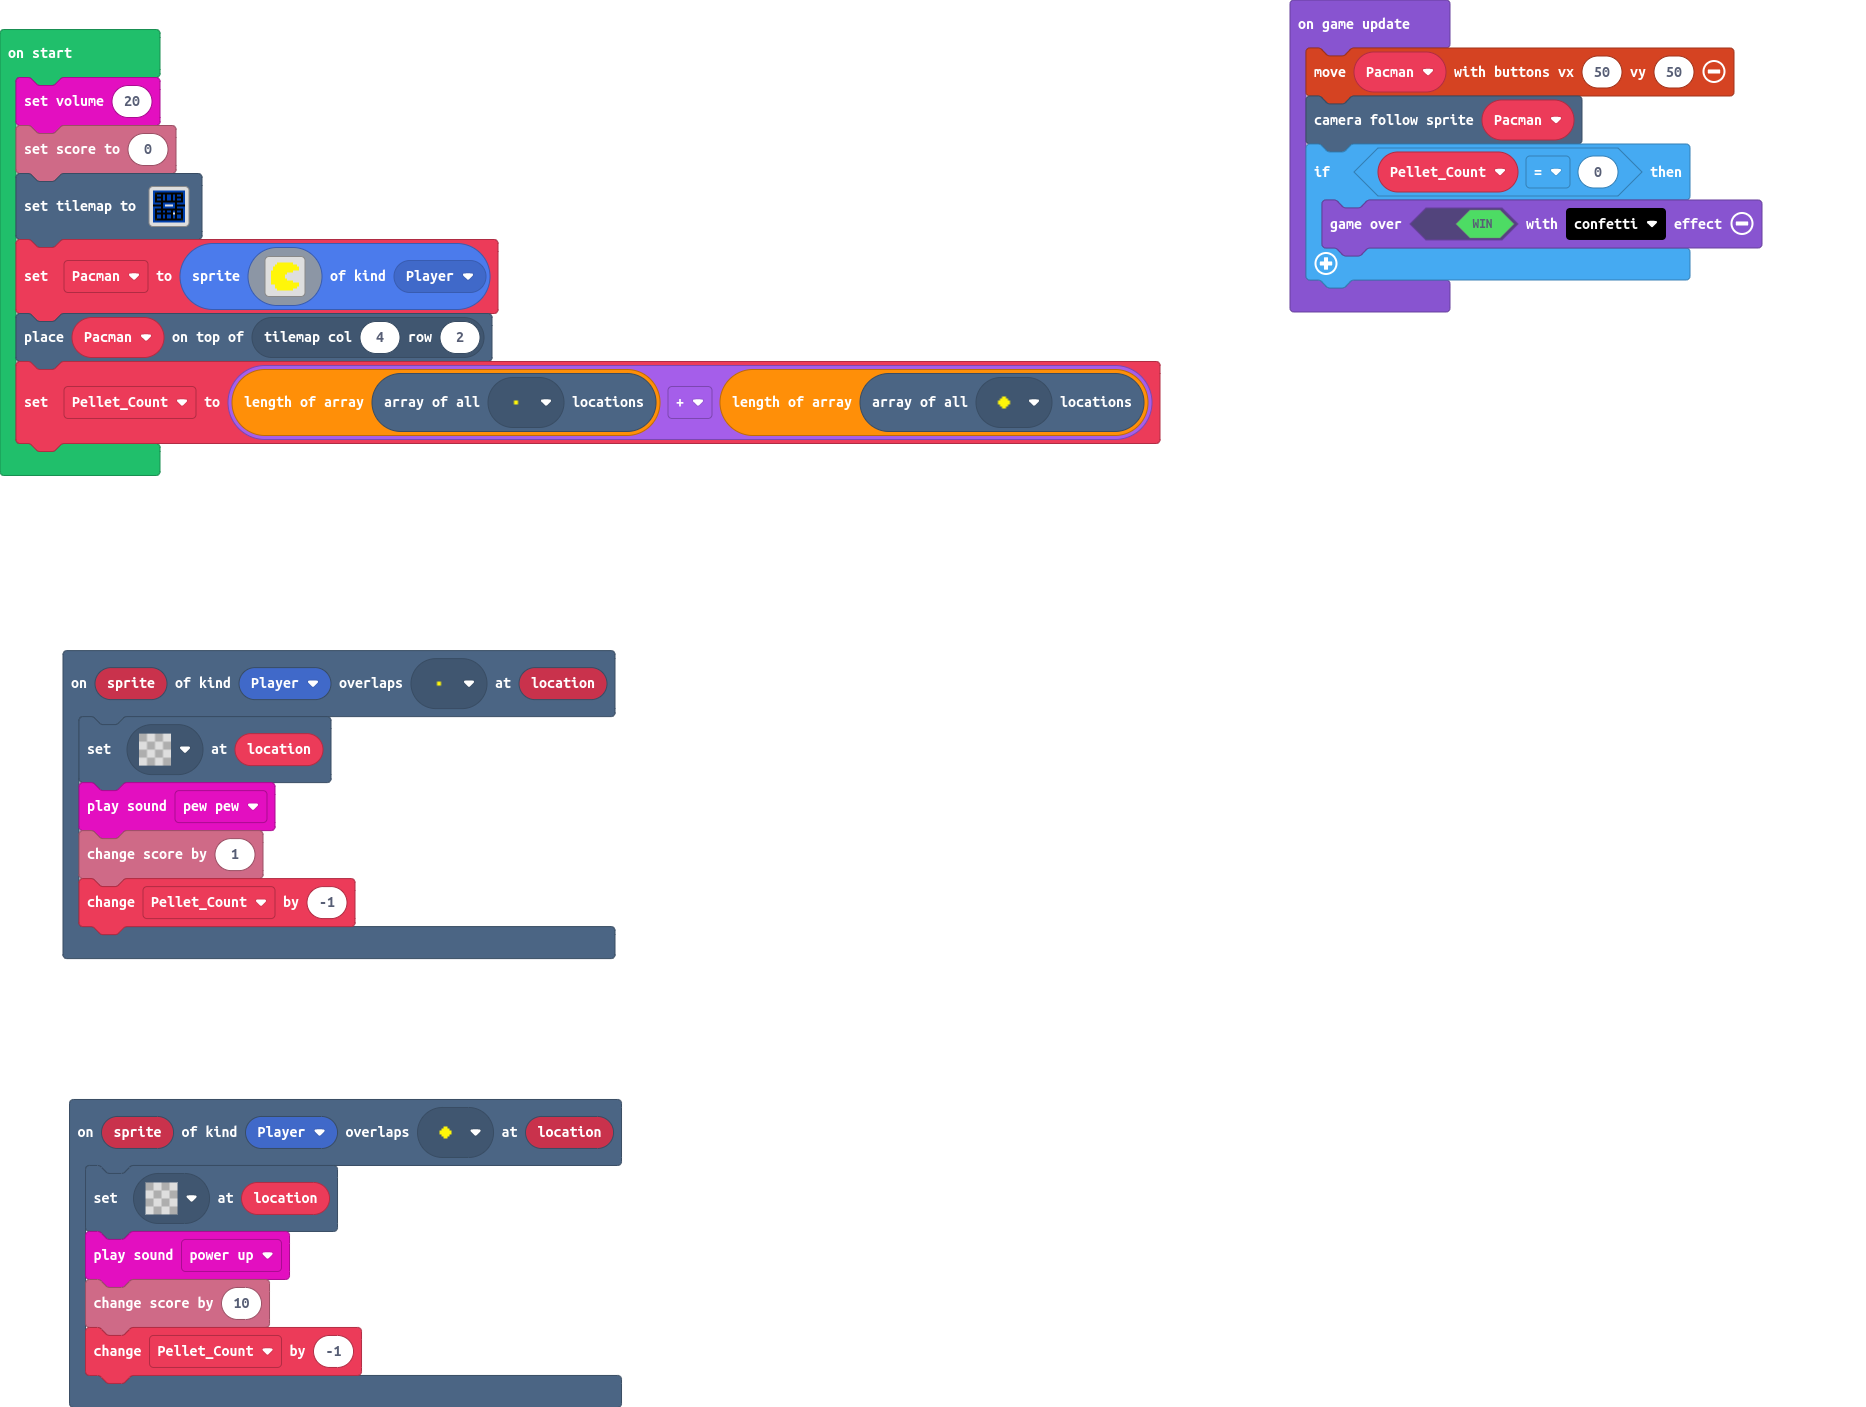 on start
set volume 20
set score to 0
set tilemap to
set Pacman to sprite of kind Player
place Pacman on top of tilemap col 4 row 2
set Pellet_Count to length of array array of all locations + length of array array of all locations
on game update
move Pacman with buttons vx 50 vy 50
camera follow sprite Pacman
if Pellet_Count = 0 then
game over WIN with confetti effect
on sprite of kind Player overlaps at location
set at location
play sound pew pew
change score by 1
change Pellet_Count by -1
on sprite of kind Player overlaps at location
set at location
play sound power up
change score by 10
change Pellet_Count by -1